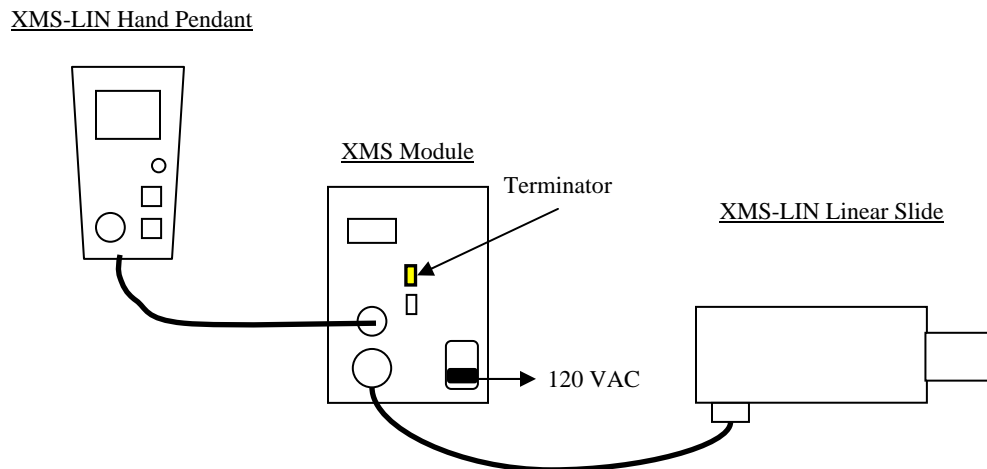 XMS-LIN Hand Pendant
XMS Module
Terminator
XMS-LIN Linear Slide
120 VAC